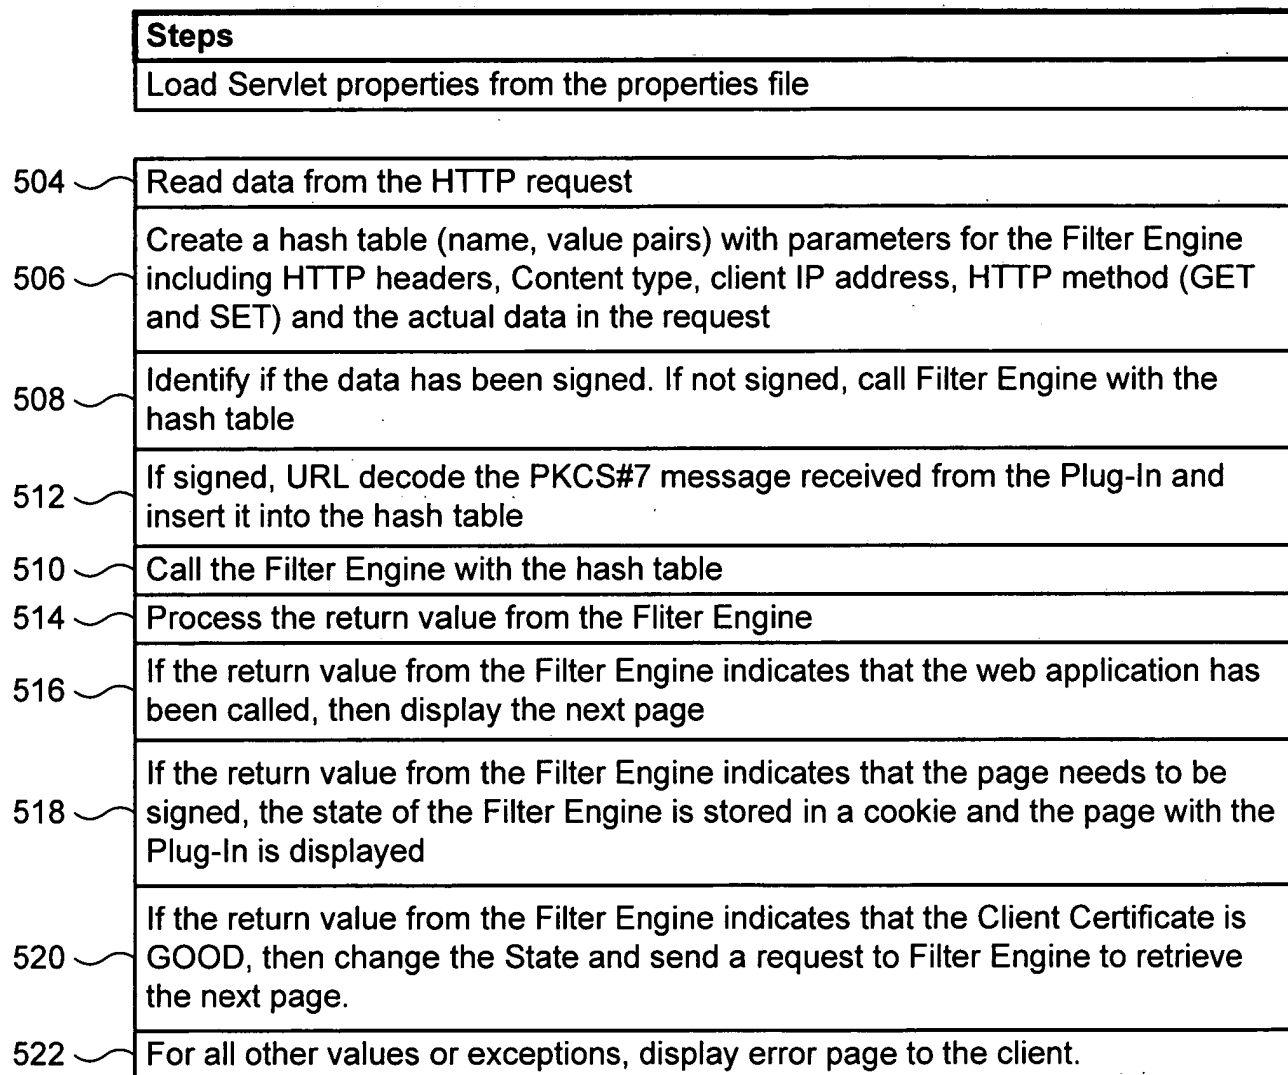 Steps
Load Servlet properties from the properties file
504 Read data from the HTTP request
Create a hash table (name, value pairs) with parameters for the Filter Engine
506 including HTTP headers, Content type, client IP address, HTTP method (GET
and SET) and the actual data in the request
Identify if the data has been signed. If not signed, call Filter Engine with the
508
hash table
If signed, URL decode the PKCS#7 message received from the Plug-In and
512
insert it into the hash table
510 Call the Filter Engine with the hash table
514 Process the return value from the Fliter Engine
If the return value from the Filter Engine indicates that the web application has
516
been called, then display the next page
If the return value from the Filter Engine indicates that the page needs to be
518 signed, the state of the Filter Engine is stored in a cookie and the page with the
Plug-In is displayed
If the return value from the Filter Engine indicates that the Client Certificate is
520 GOOD, then change the State and send a request to Filter Engine to retrieve
the next page.
522 For all other values or exceptions, display error page to the client.